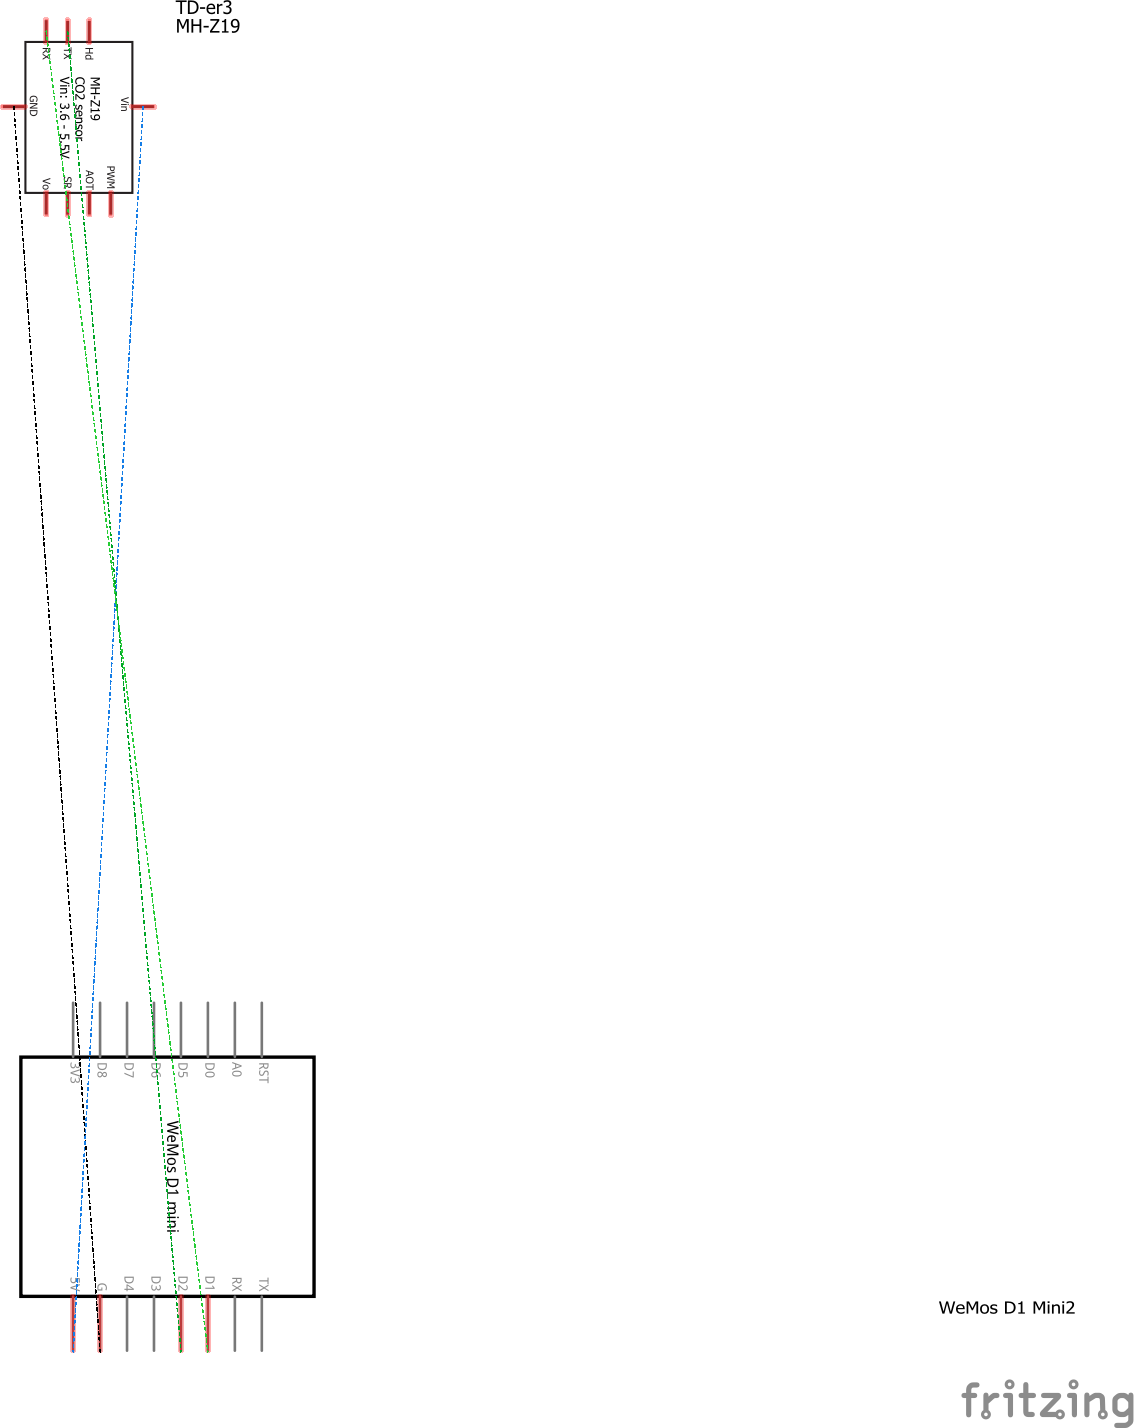 TD-er3
MH-Z19
RX
TX
Hd
MH-Z19
CO2 sensor
Vin: 3.6 - 5.5V
GND
Vin
Vo
SR
AOT
PWM
3V3
D8
D7
D6
D5
D0
A0
RST
WeMos D1 mini
5V
G
D4
D3
D2
D1
RX
TX
WeMos D1 Mini2
fritzing